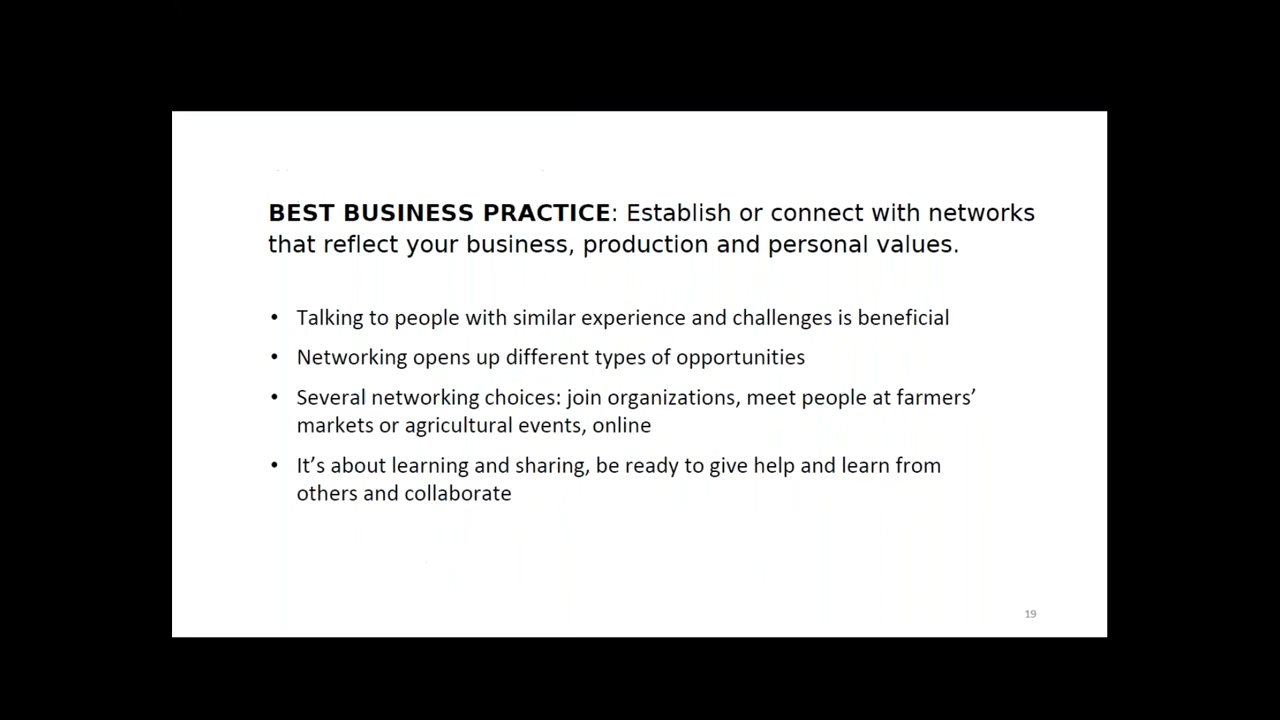 BEST BUSINESS PRACTICE: Establish or connect with networks
that reflect your business, production and personal values.
• Talking to people with similar experience and challenges is beneficial
• Networking opens up different types of opportunities
• Several networking choices: join organizations, meet people at farmers’
markets or agricultural events, online
• It’s about learning and sharing, be ready to give help and learn from
others and collaborate
19